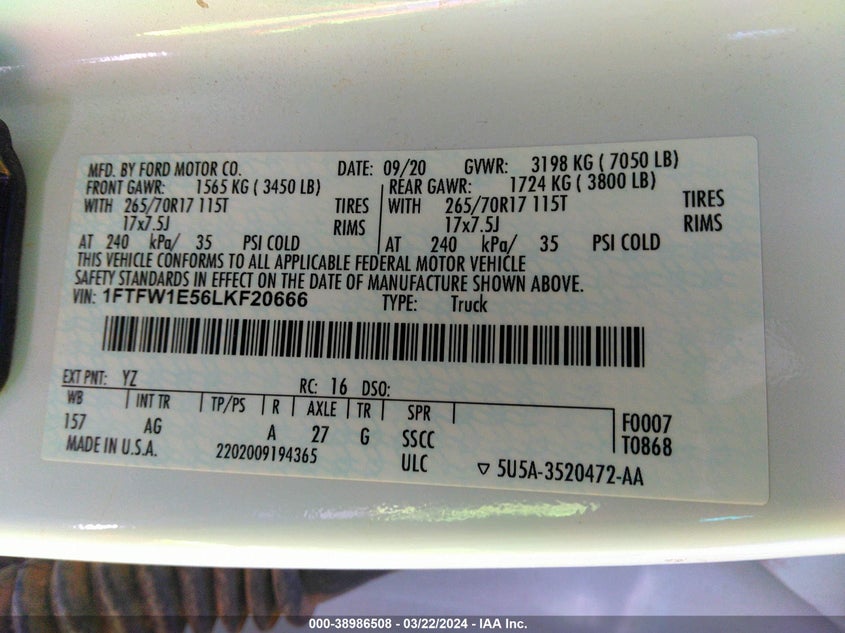 MFD. BY FORD MOTOR CO. DATE: 09/20 GVWR: 3198 KG ( 7050 LB)
FRONT GAWR: 1565 KG ( 3450 LB) REAR GAWR: 1724 KG ( 3800 LB)
WITH 265/70R17 115T TIRES WITH 265/70R17 115T TIRES
17x7.5J RIMS 17x7.5J RIMS
AT 240 kPa/ 35 PSI COLD AT 240 kPa/ 35 PSI COLD
THIS VEHICLE CONFORMS TO ALL APPLICABLE FEDERAL MOTOR VEHICLE
SAFETY STANDARDS IN EFFECT ON THE DATE OF MANUFACTURE SHOWN ABOVE.
VIN: 1FTFW1E56LKF20666 TYPE: Truck
EXT PNT: YZ RC: 16 DSO:
WB INT TR TP/PS R AXLE TR SPR F0007
157 AG A 27 G SSCC T0868
MADE IN U.S.A. 2202009194365 ULC ▽ 5U5A-3520472-AA
000-38986508 - 03/22/2024 - IAA Inc.